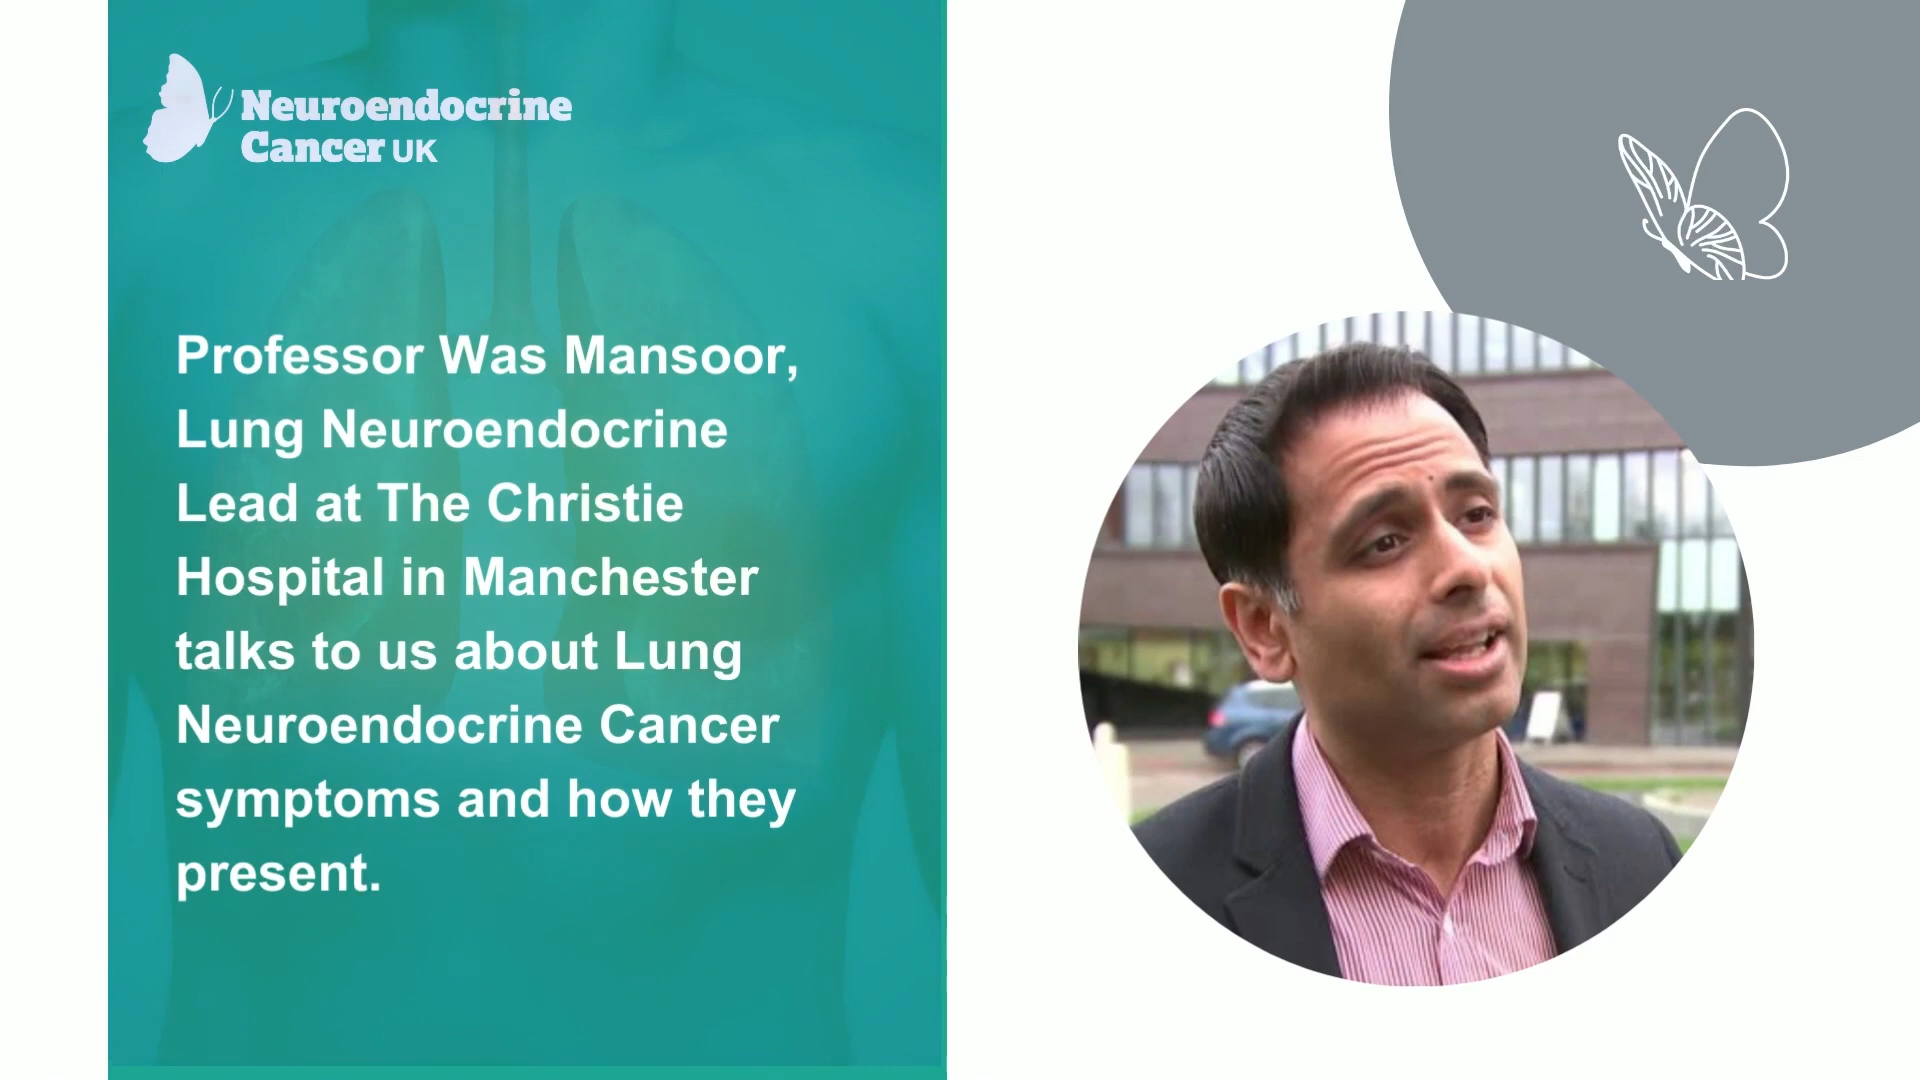 Neuroendocrine
Cancer UK
Professor Was Mansoor,
Lung Neuroendocrine
Lead at The Christie
Hospital in Manchester
talks to us about Lung
Neuroendocrine Cancer
symptoms and how they
present.